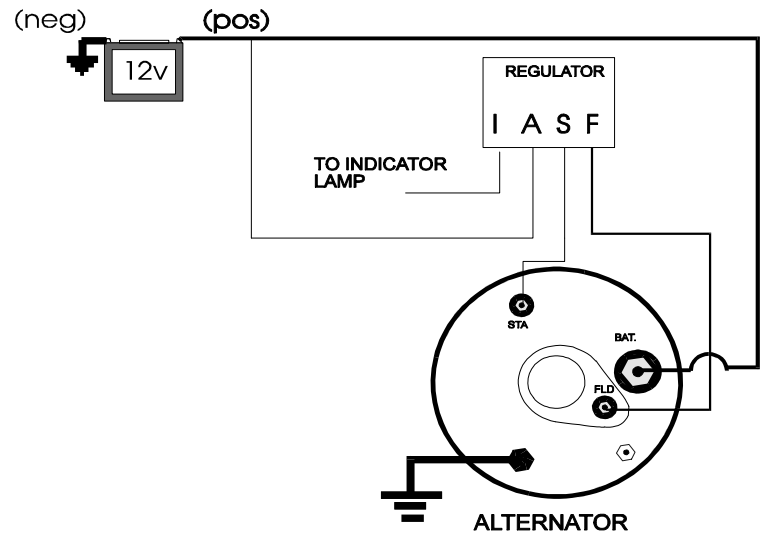 (neg)
(pos)
12v
REGULATOR
I A S F
TO INDICATOR
LAMP
STA
BAT.
FLD
ALTERNATOR